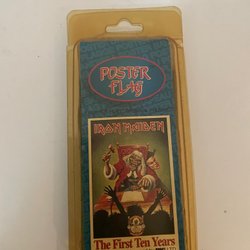 POSTER
FLAG
IRON MAIDEN
The First Ten Years